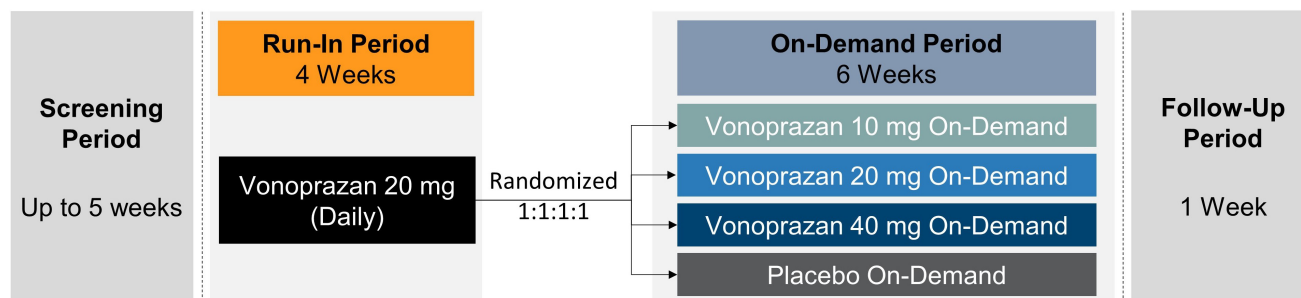 Screening
Period
Up to 5 weeks
Run-In Period
4 Weeks
Vonoprazan 20 mg
(Daily)
Randomized
1:1:1:1
On-Demand Period
6 Weeks
Vonoprazan 10 mg On-Demand
Vonoprazan 20 mg On-Demand
Vonoprazan 40 mg On-Demand
Placebo On-Demand
Follow-Up
Period
1 Week